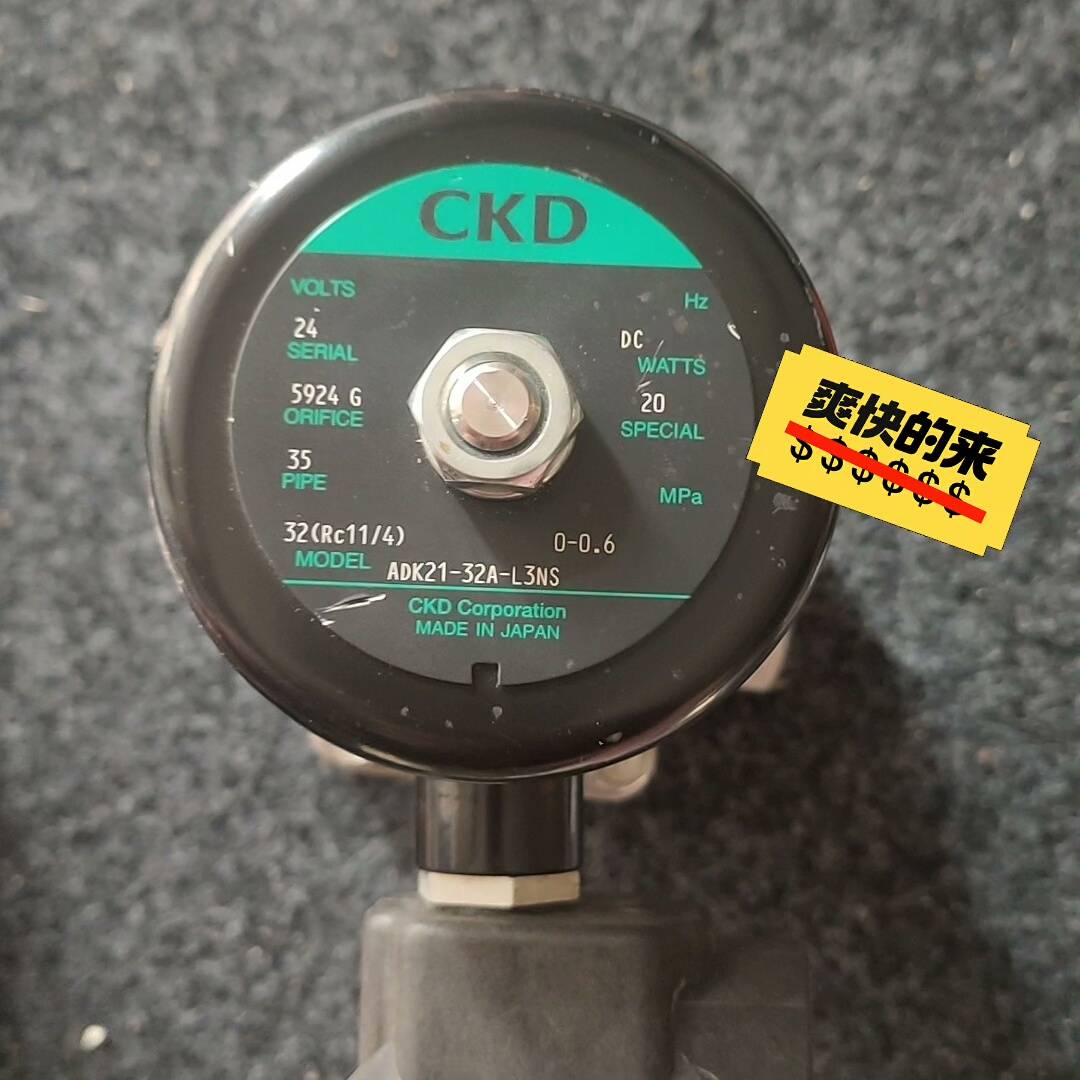 CKD
VOLTS Hz
24 DC
SERIAL WATTS
5924 G 20
ORIFICE SPECIAL
35
PIPE MPa
32(Rc11/4) 0-0.6
MODEL ADK21-32A-L3NS
CKD Corporation
MADE IN JAPAN
爽快的来
$$$$$$